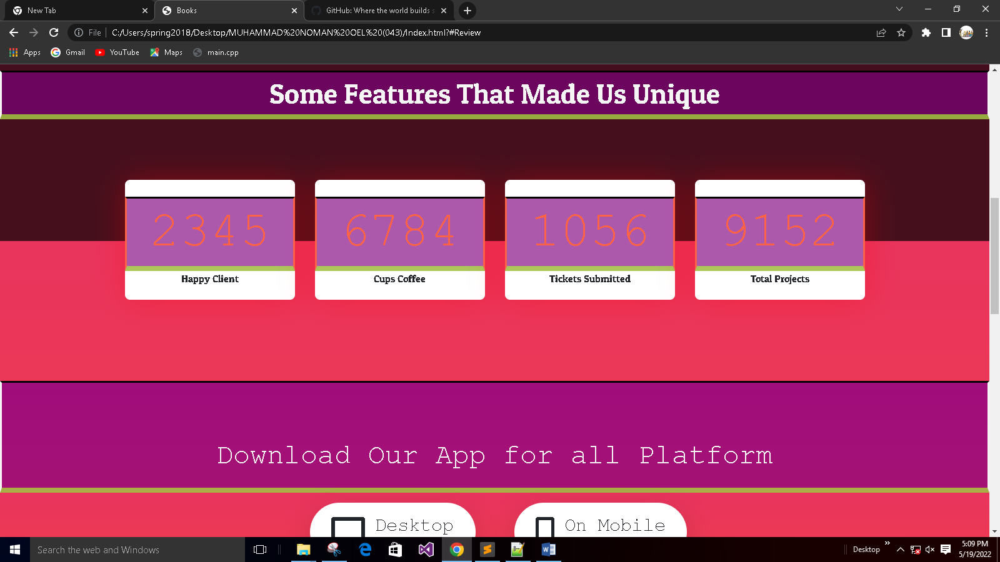 New Tab
Books
GitHub: Where the world builds s
File
C:/Users/spring2018/Desktop/MUHAMMAD%20NOMAN%20OEL%20(043)/Index.html?#Review
Apps
Gmail
YouTube
Maps
main.cpp
Some Features That Made Us Unique
2345
6784
1056
9152
Happy Client
Cups Coffee
Tickets Submitted
Total Projects
Download Our App for all Platform
Desktop
On Mobile
Search the web and Windows
Desktop
5:09 PM
5/19/2022